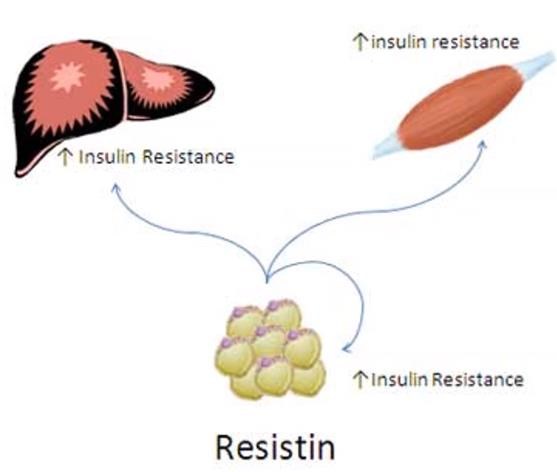 ↑insulin resistance
↑ Insulin Resistance
↑Insulin Resistance
Resistin